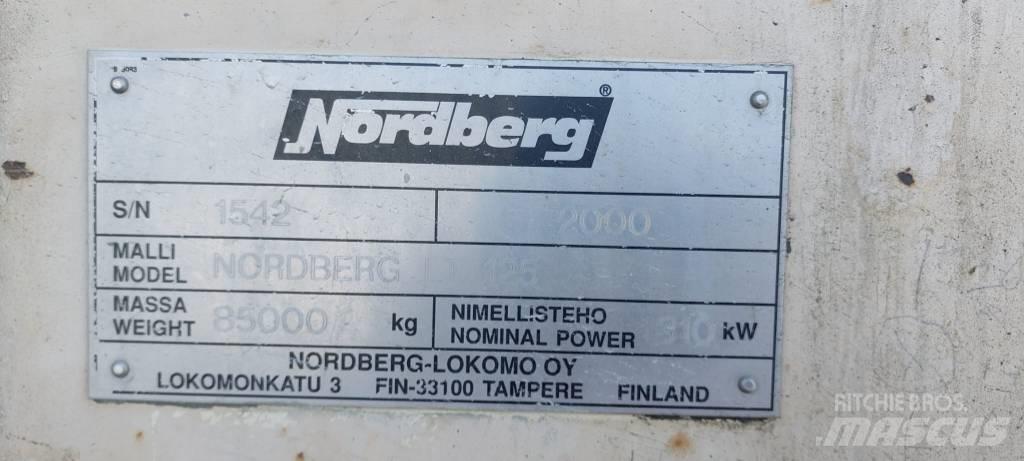 Nordberg®
S/N 1542 2000
MALLI
MODEL NORDBERG
MASSA
WEIGHT 85000 kg
NIMELLISTEHO
NOMINAL POWER 310 kW
NORDBERG-LOKOMO OY
LOKOMONKATU 3 FIN-33100 TAMPERE FINLAND
RITCHIE BROS.
MASCUS